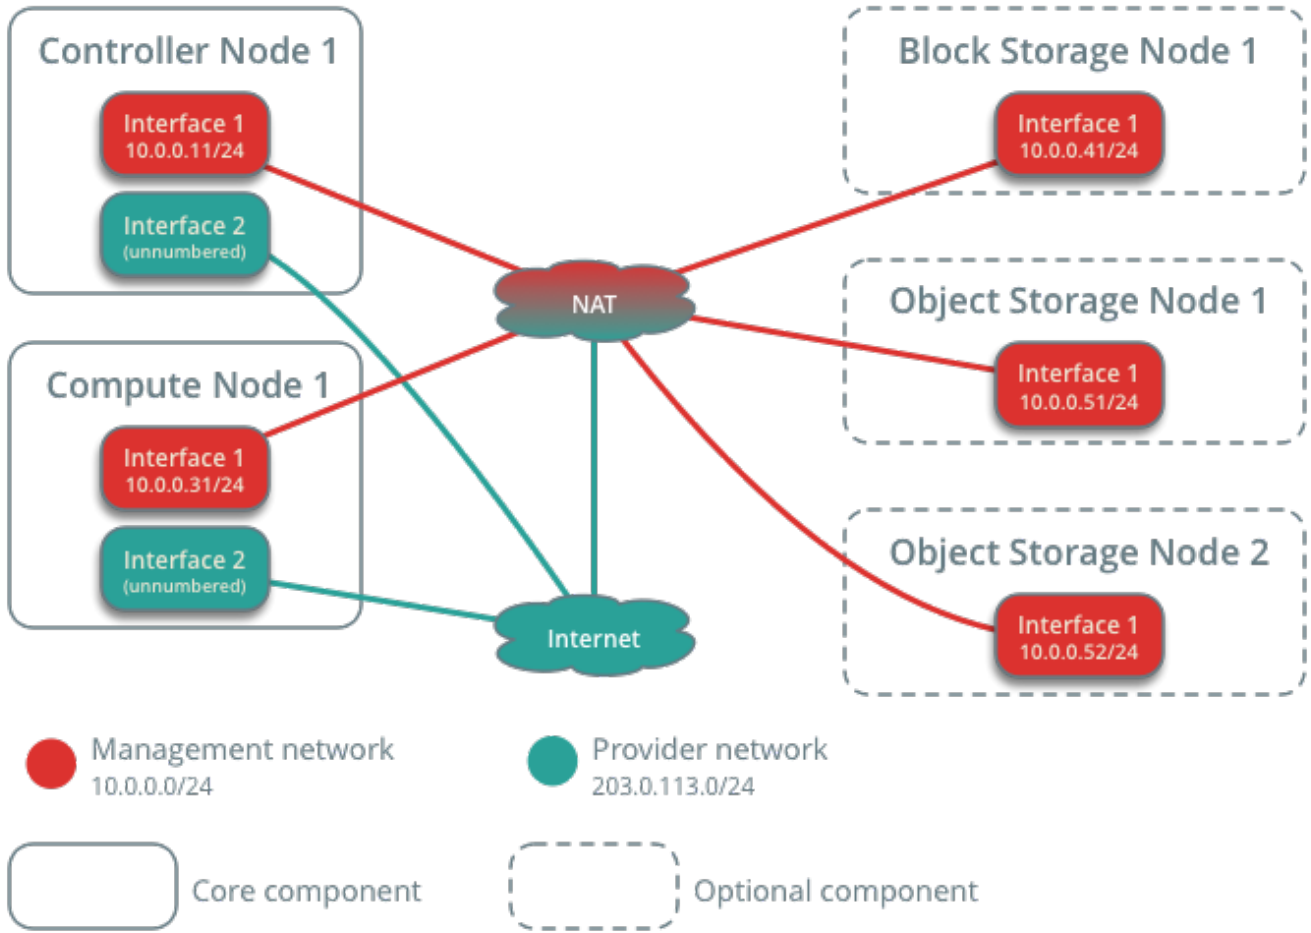 Controller Node 1
Interface 1
10.0.0.11/24
Interface 2
(unnumbered)
Compute Node 1
Interface 1
10.0.0.31/24
Interface 2
(unnumbered)
NAT
Internet
Block Storage Node 1
Interface 1
10.0.0.41/24
Object Storage Node 1
Interface 1
10.0.0.51/24
Object Storage Node 2
Interface 1
10.0.0.52/24
Management network
10.0.0.0/24
Provider network
203.0.113.0/24
Core component
Optional component